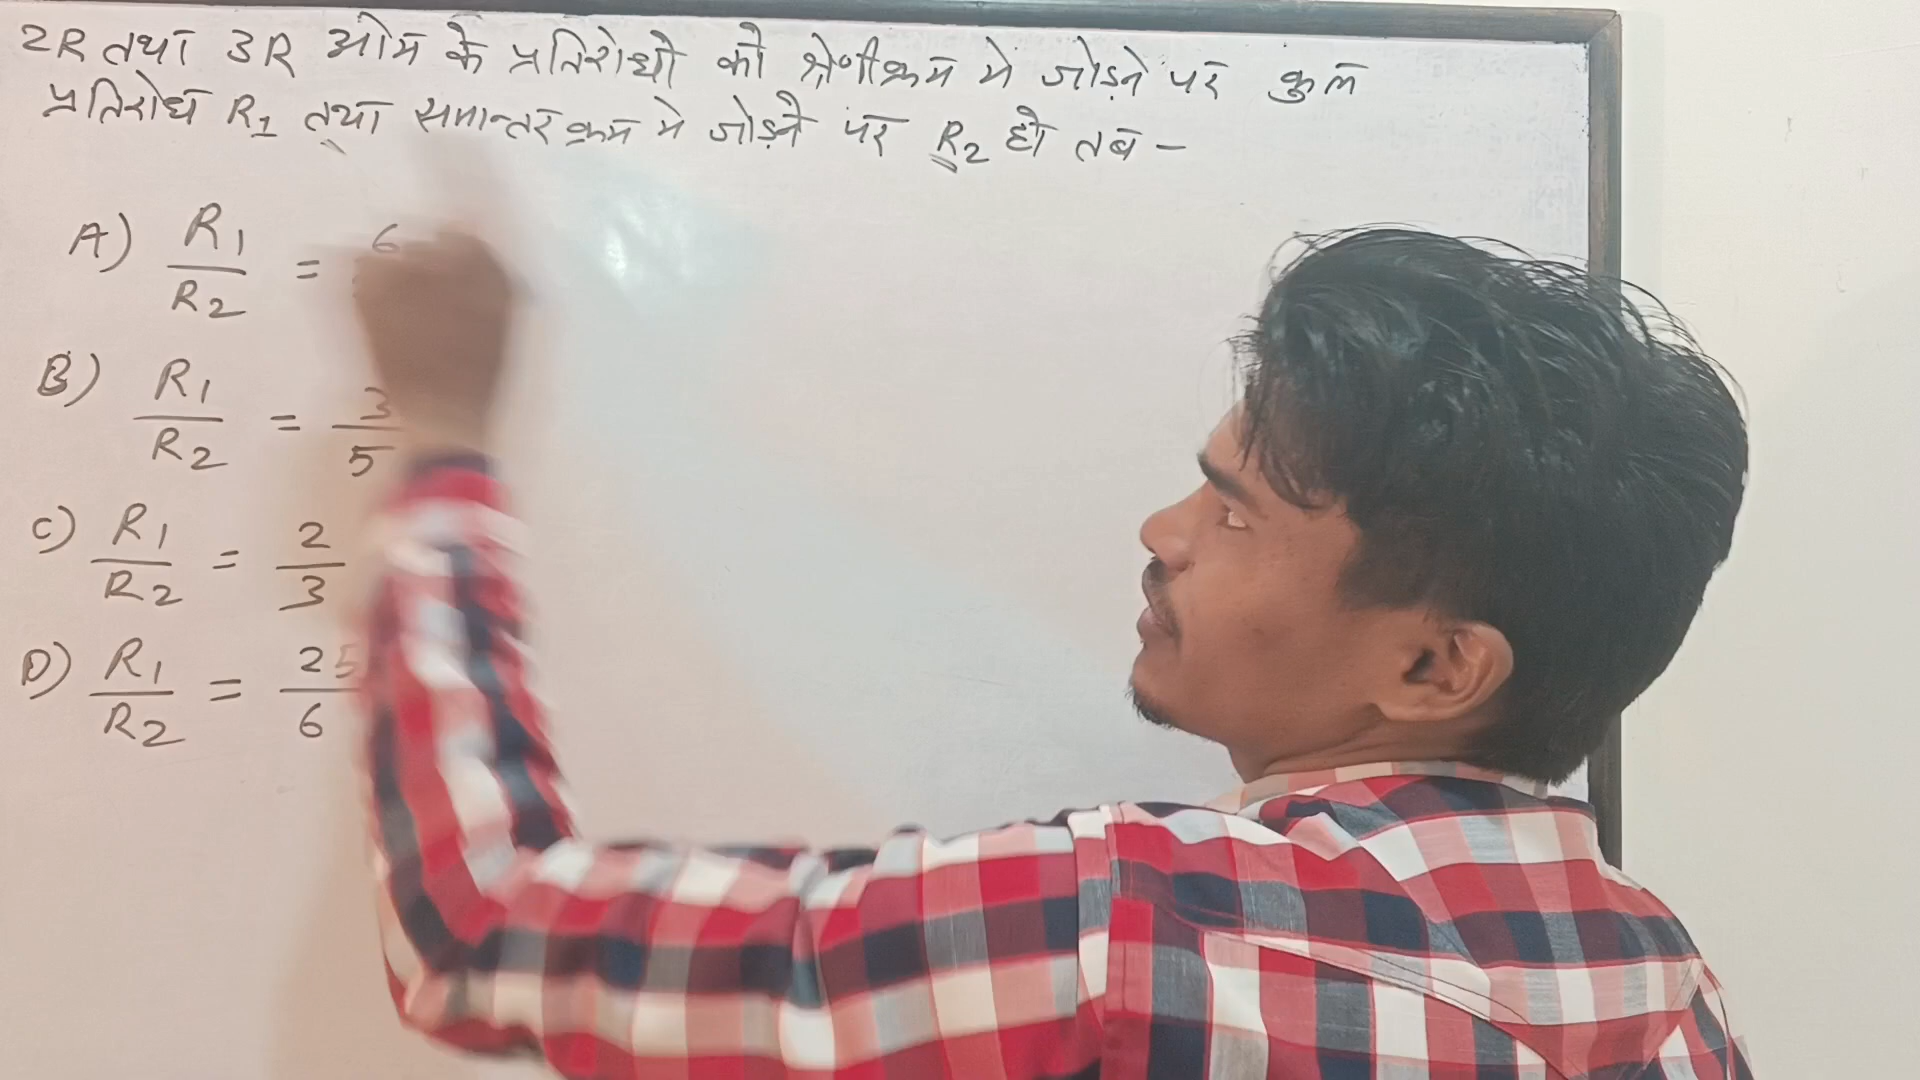 2R तथा 3R ओम के प्रतिरोधो को श्रेणीक्रम मे जोड़ने पर कुल
प्रतिरोध R1 तथा समान्तर क्रम मे जोड़ने पर R2 हो तब -
A) R1/R2 = 6
B) R1/R2 = 3/5
C) R1/R2 = 2/3
D) R1/R2 = 25/6